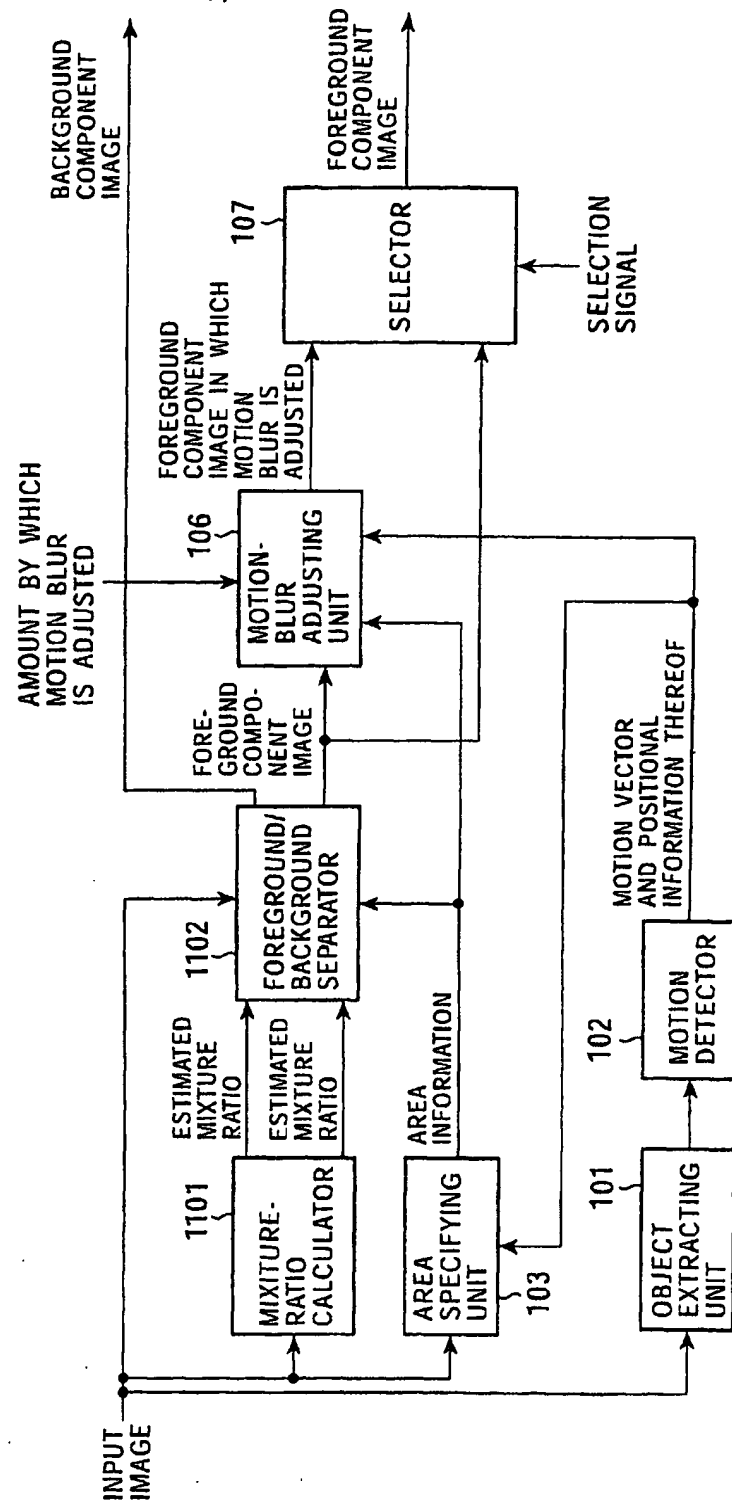 INPUT
IMAGE
1101
MIXITURE-
RATIO
CALCULATOR
ESTIMATED
MIXTURE
RATIO
ESTIMATED
MIXTURE
RATIO
1102
FOREGROUND/
BACKGROUND
SEPARATOR
FORE-
GROUND
COMPO-
NENT
IMAGE
AMOUNT BY WHICH
MOTION BLUR
IS ADJUSTED
106
MOTION-
BLUR
ADJUSTING
UNIT
FOREGROUND
COMPONENT
IMAGE IN WHICH
MOTION
BLUR IS
ADJUSTED
BACKGROUND
COMPONENT
IMAGE
107
SELECTOR
FOREGROUND
COMPONENT
IMAGE
SELECTION
SIGNAL
AREA
SPECIFYING
UNIT
103
AREA
INFORMATION
101
OBJECT
EXTRACTING
UNIT
102
MOTION
DETECTOR
MOTION VECTOR
AND POSITIONAL
INFORMATION THEREOF